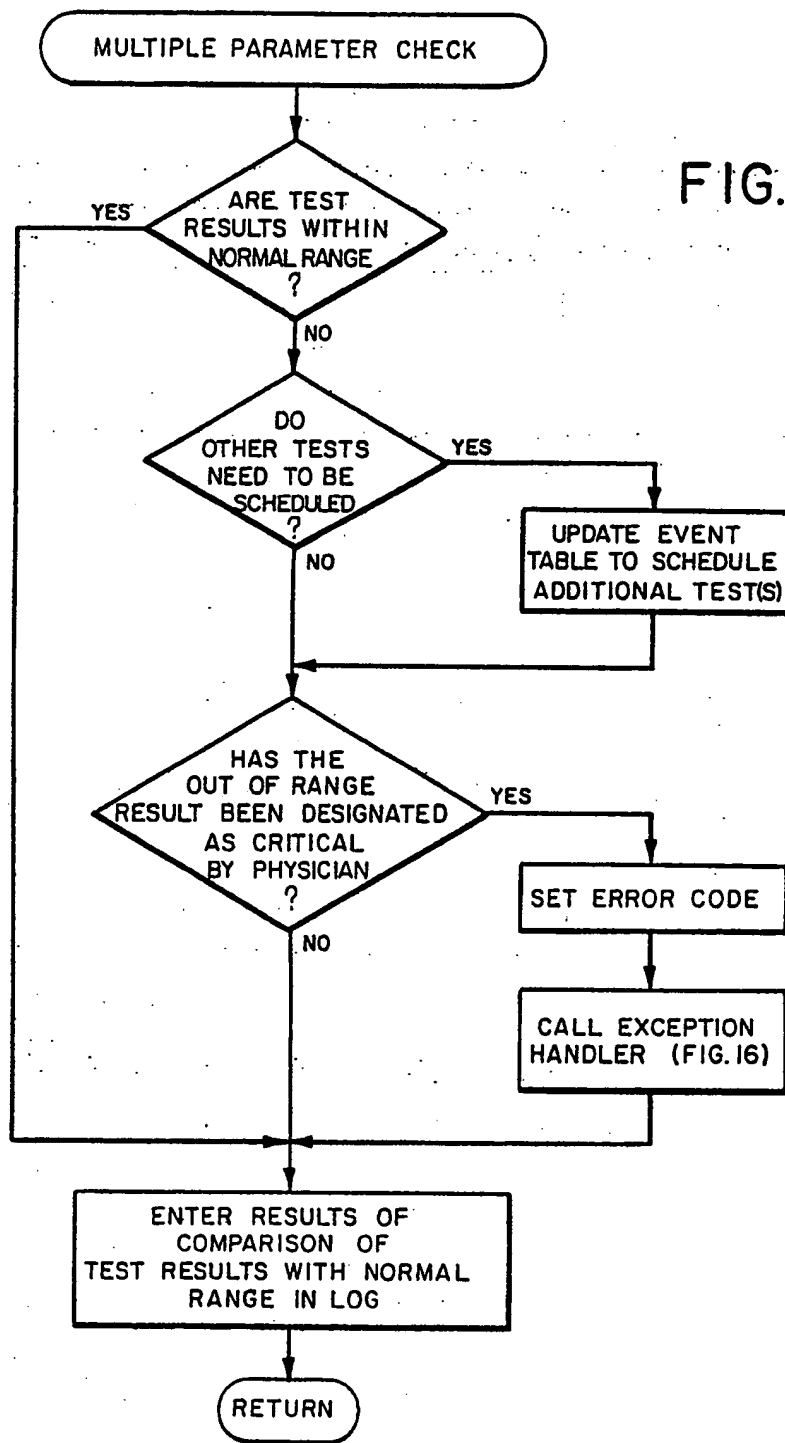 MULTIPLE PARAMETER CHECK
FIG.
ARE TEST
RESULTS WITHIN
NORMAL RANGE
?
YES
NO
DO
OTHER TESTS
NEED TO BE
SCHEDULED
?
YES
NO
UPDATE EVENT
TABLE TO SCHEDULE
ADDITIONAL TEST(S)
HAS THE
OUT OF RANGE
RESULT BEEN DESIGNATED
AS CRITICAL
BY PHYSICIAN
?
YES
NO
SET ERROR CODE
CALL EXCEPTION
HANDLER (FIG. 16)
ENTER RESULTS OF
COMPARISON OF
TEST RESULTS WITH NORMAL
RANGE IN LOG
RETURN